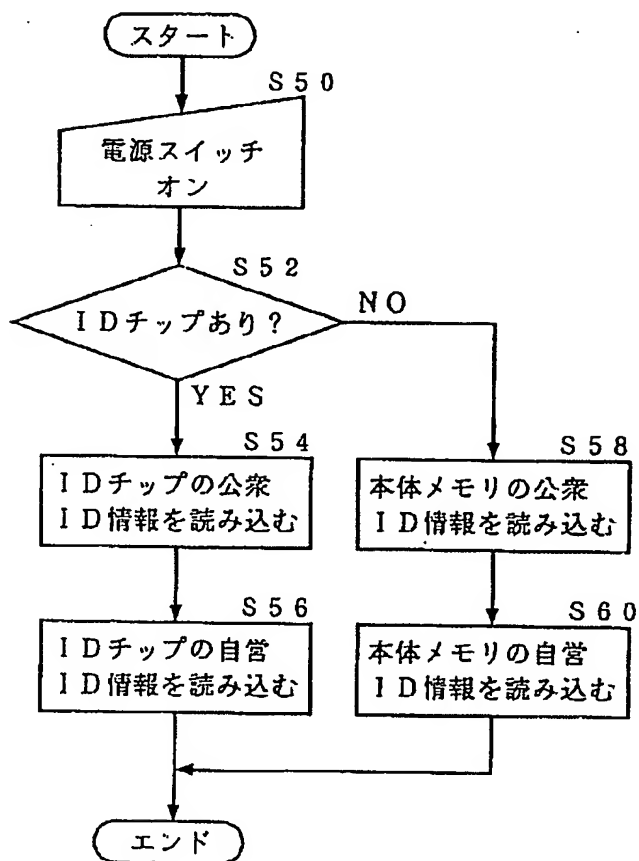 スタート
S50
電源スイッチ
オン
S52
IDチップあり?
NO
YES
S54
IDチップの公衆
ID情報を読み込む
S58
本体メモリの公衆
ID情報を読み込む
S56
IDチップの自営
ID情報を読み込む
S60
本体メモリの自営
ID情報を読み込む
エンド